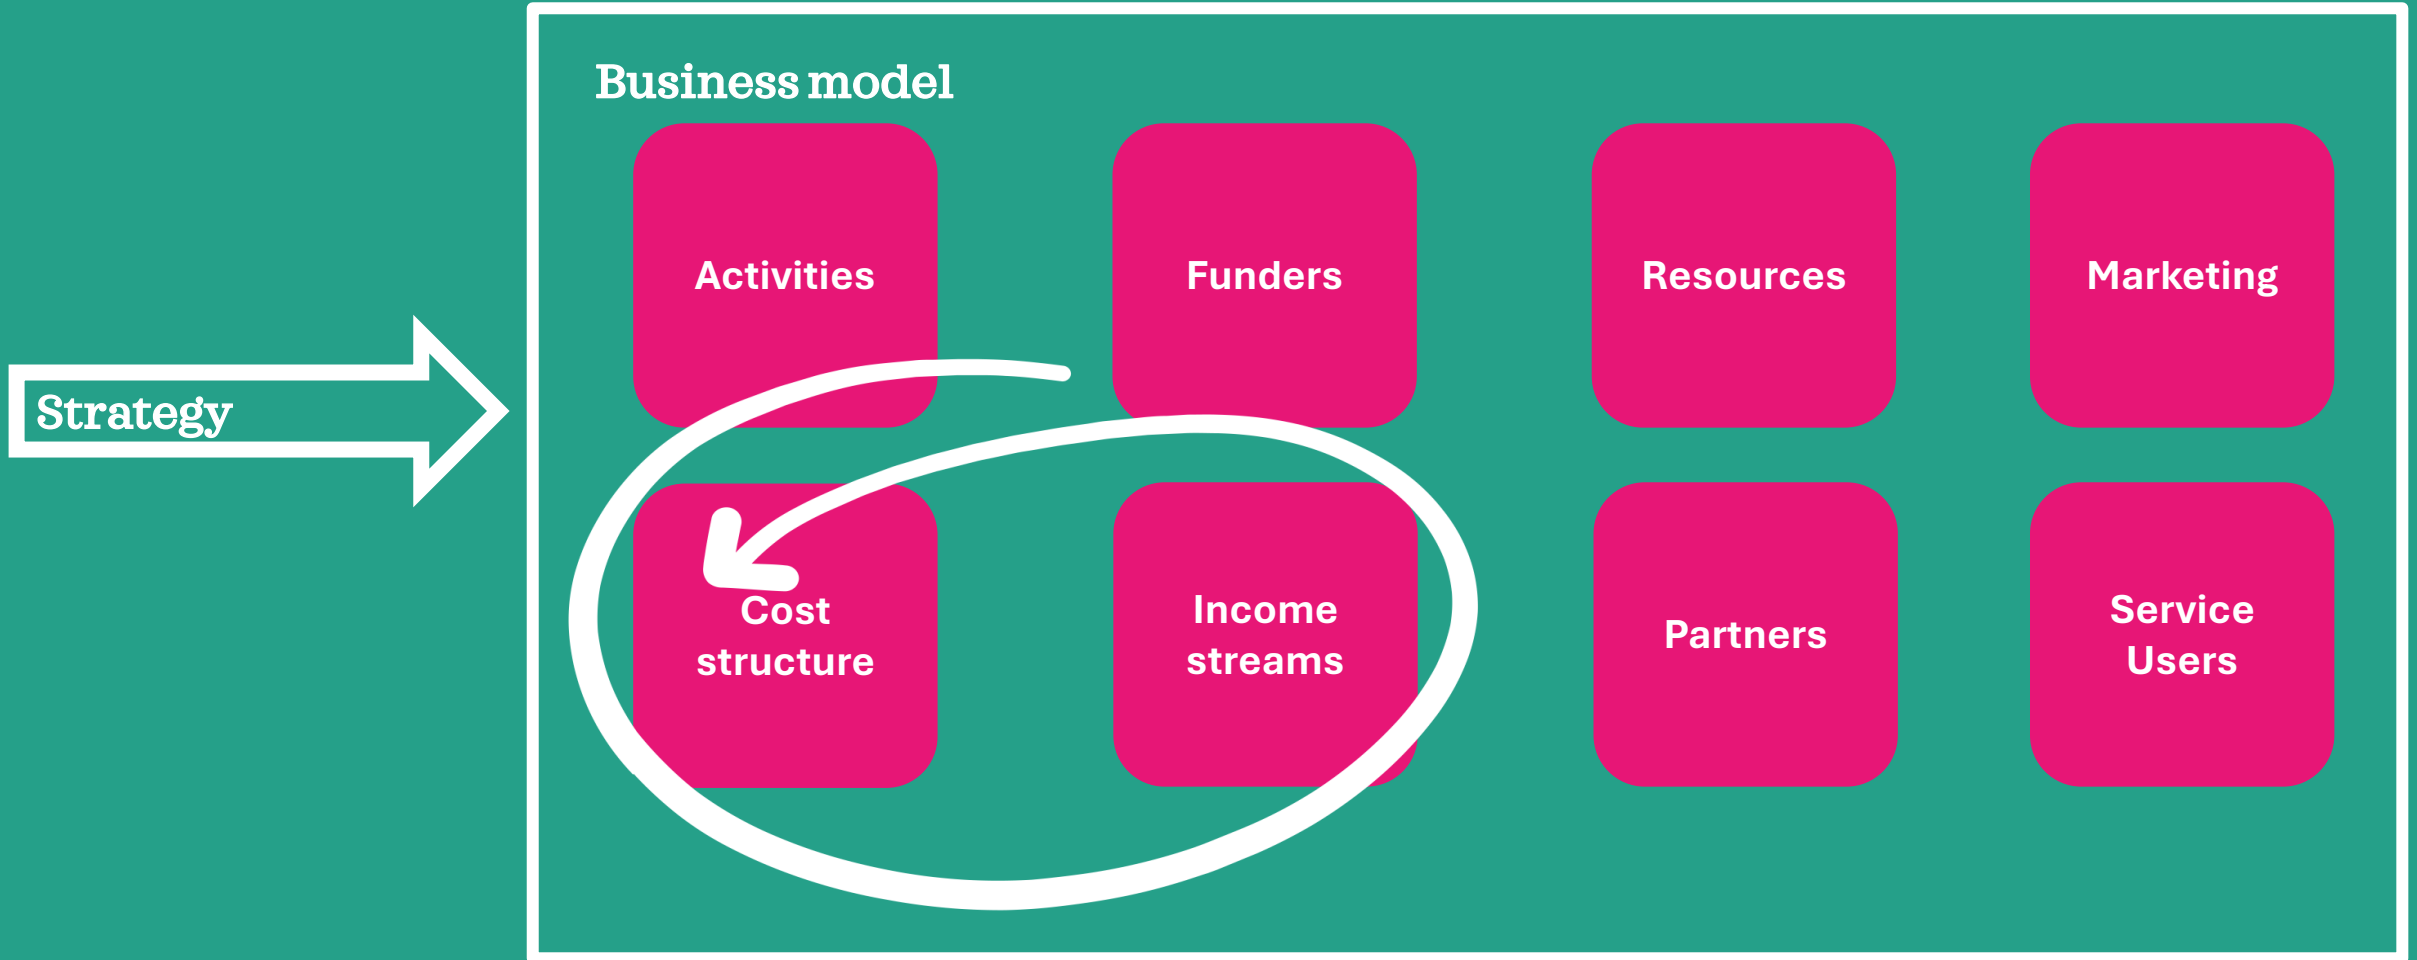 Business model
Activities
Funders
Resources
Marketing
Strategy
Cost
structure
Income
streams
Partners
Service
Users